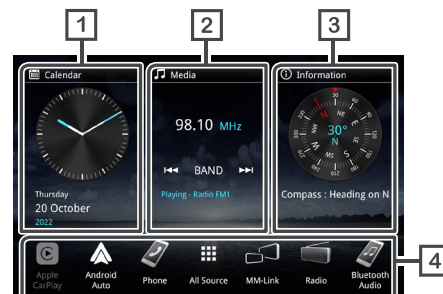 1
2
3
Calendar
Media
Information
98.10 MHz
BAND
Playing - Radio FM1
30
N
30°
N
Thursday
20 October
2022
Compass : Heading on N
Apple CarPlay
Android Auto
Phone
All Source
MM-Link
Radio
Bluetooth Audio
4